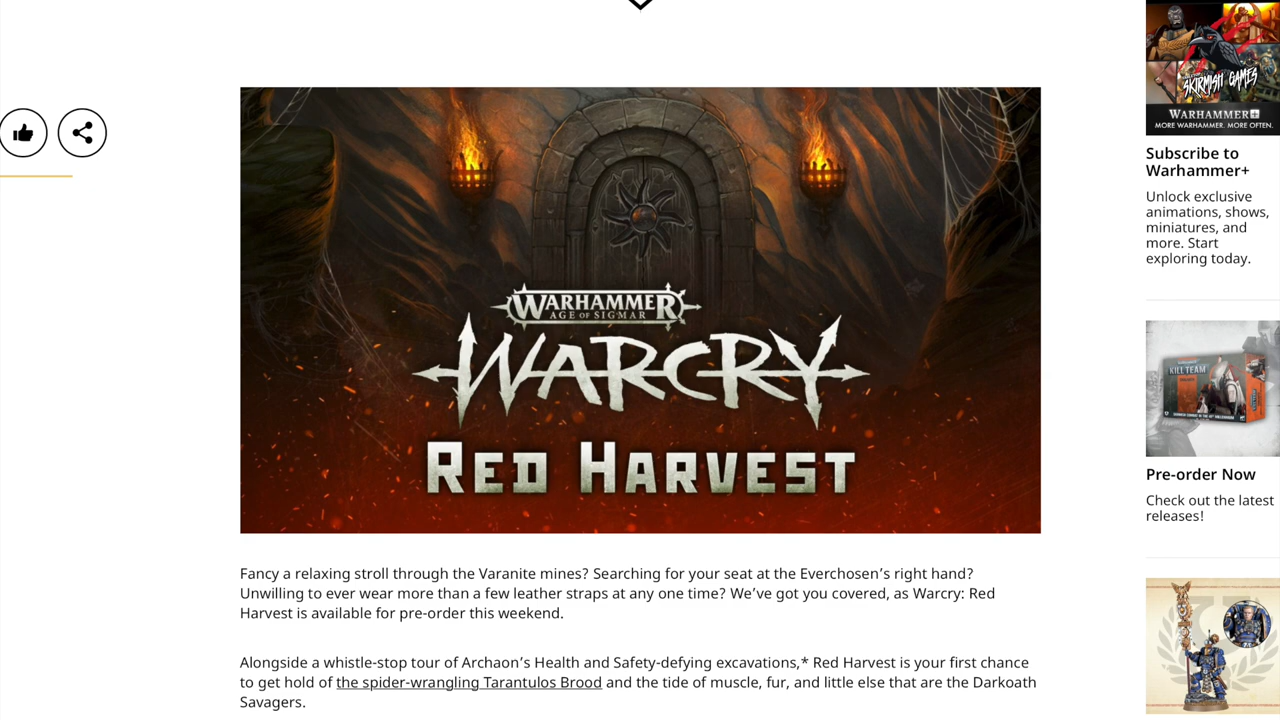 WARHAMMER
AGE OF SIGMAR
WARCRY
RED HARVEST
Fancy a relaxing stroll through the Varanite mines? Searching for your seat at the Everchosen’s right hand?
Unwilling to ever wear more than a few leather straps at any one time? We’ve got you covered, as Warcry: Red
Harvest is available for pre-order this weekend.
Alongside a whistle-stop tour of Archaon’s Health and Safety-defying excavations,* Red Harvest is your first chance
to get hold of the spider-wrangling Tarantulos Brood and the tide of muscle, fur, and little else that are the Darkoath
Savagers.
SKIRMISH GAMES
WARHAMMER+
MORE WARHAMMER. MORE OFTEN.
Subscribe to
Warhammer+
Unlock exclusive
animations, shows,
miniatures, and
more. Start
exploring today.
KILL TEAM
Pre-order Now
Check out the latest
releases!